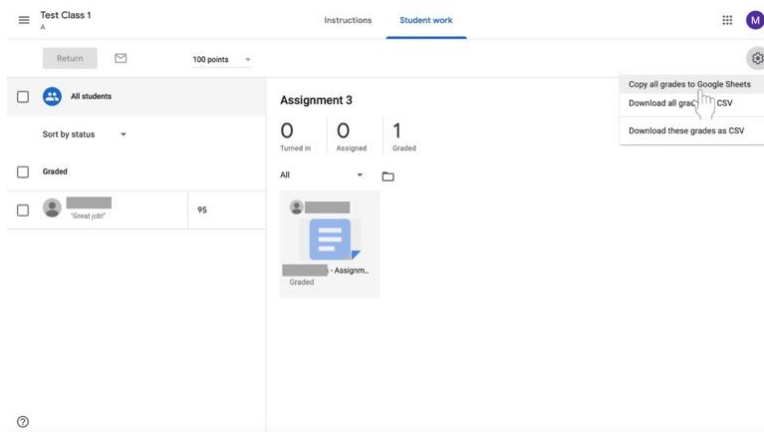 Test Class 1
A
Instructions
Student work
M
Return
100 points
Copy all grades to Google Sheets
Download all grad CSV
Download these grades as CSV
All students
Sort by status
Graded
"Great job!"
95
Assignment 3
0
Turned in
0
Assigned
1
Graded
All
- Assignm..
Graded